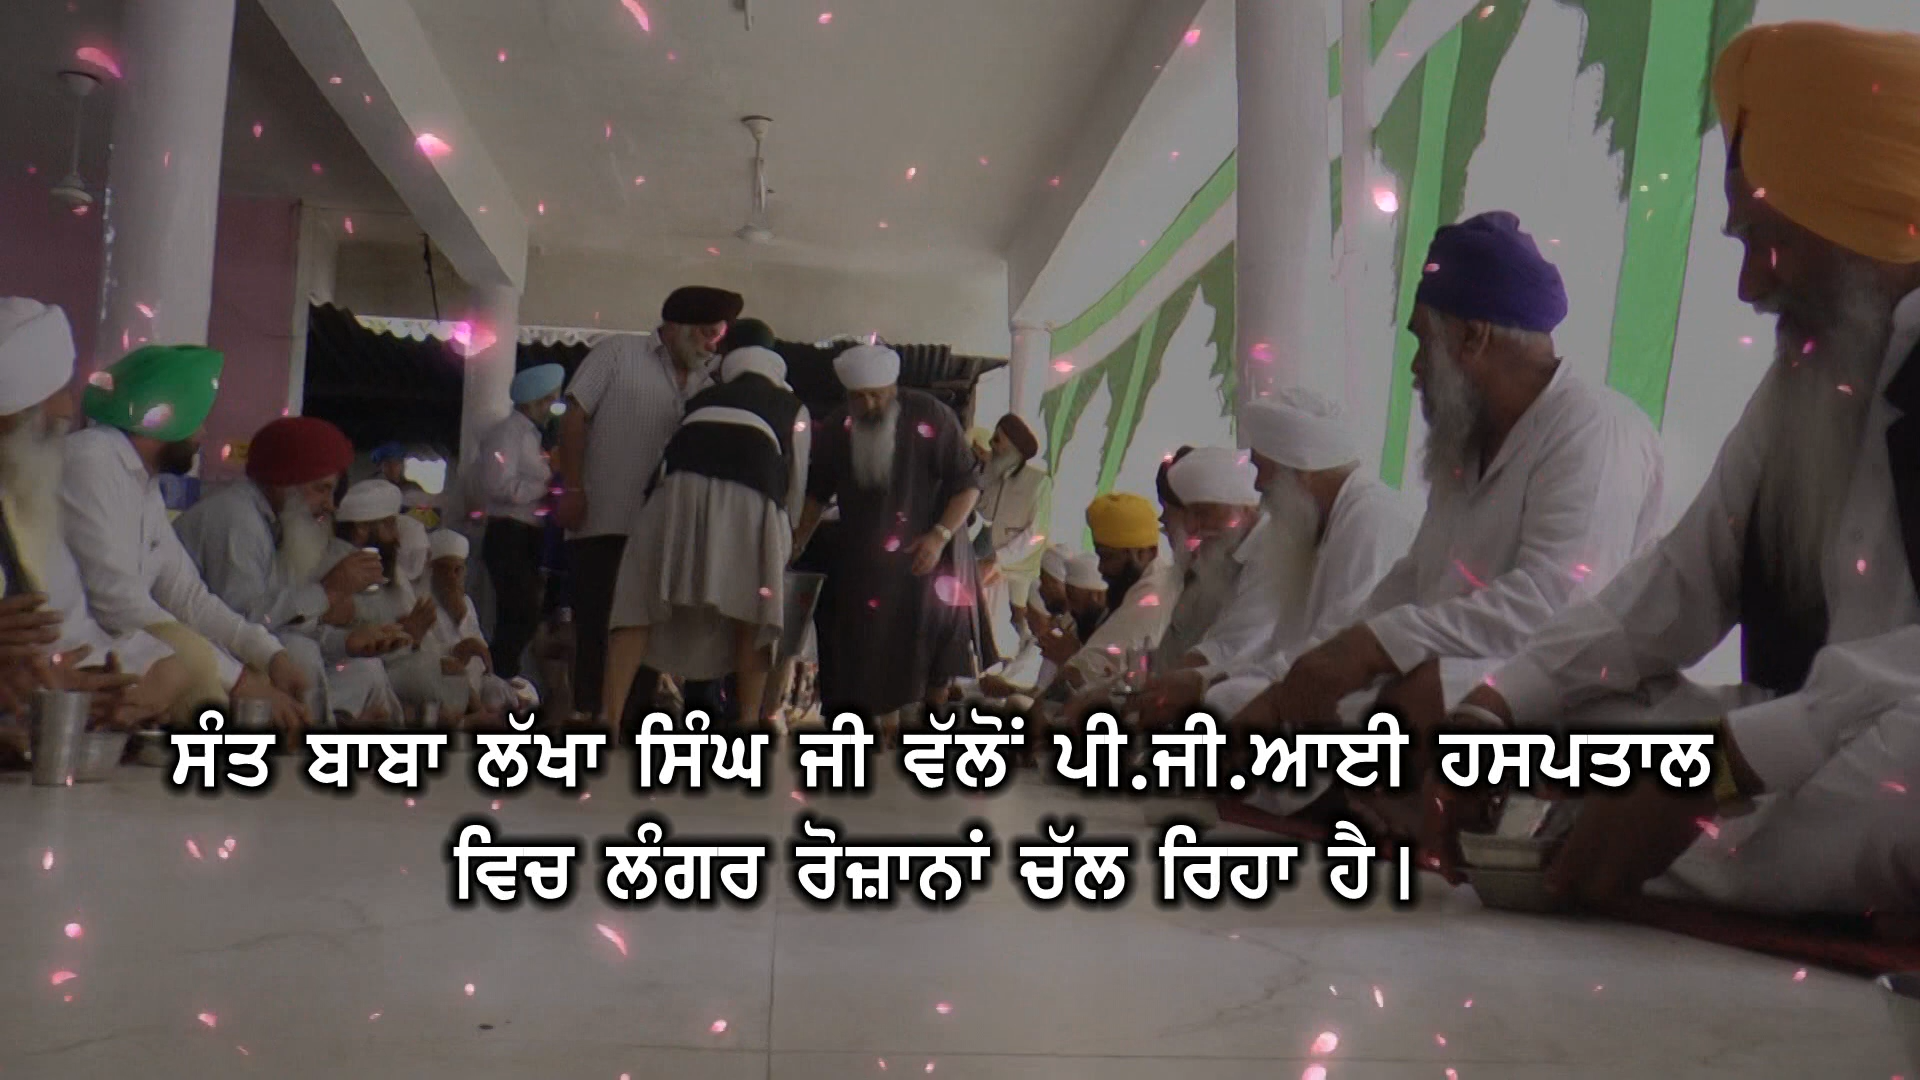 ਸੰਤ ਬਾਬਾ ਲੱਖਾ ਸਿੰਘ ਜੀ ਵੱਲੋਂ ਪੀ.ਜੀ.ਆਈ ਹਸਪਤਾਲ
ਵਿਚ ਲੰਗਰ ਰੋਜ਼ਾਨਾਂ ਚੱਲ ਰਿਹਾ ਹੈ।